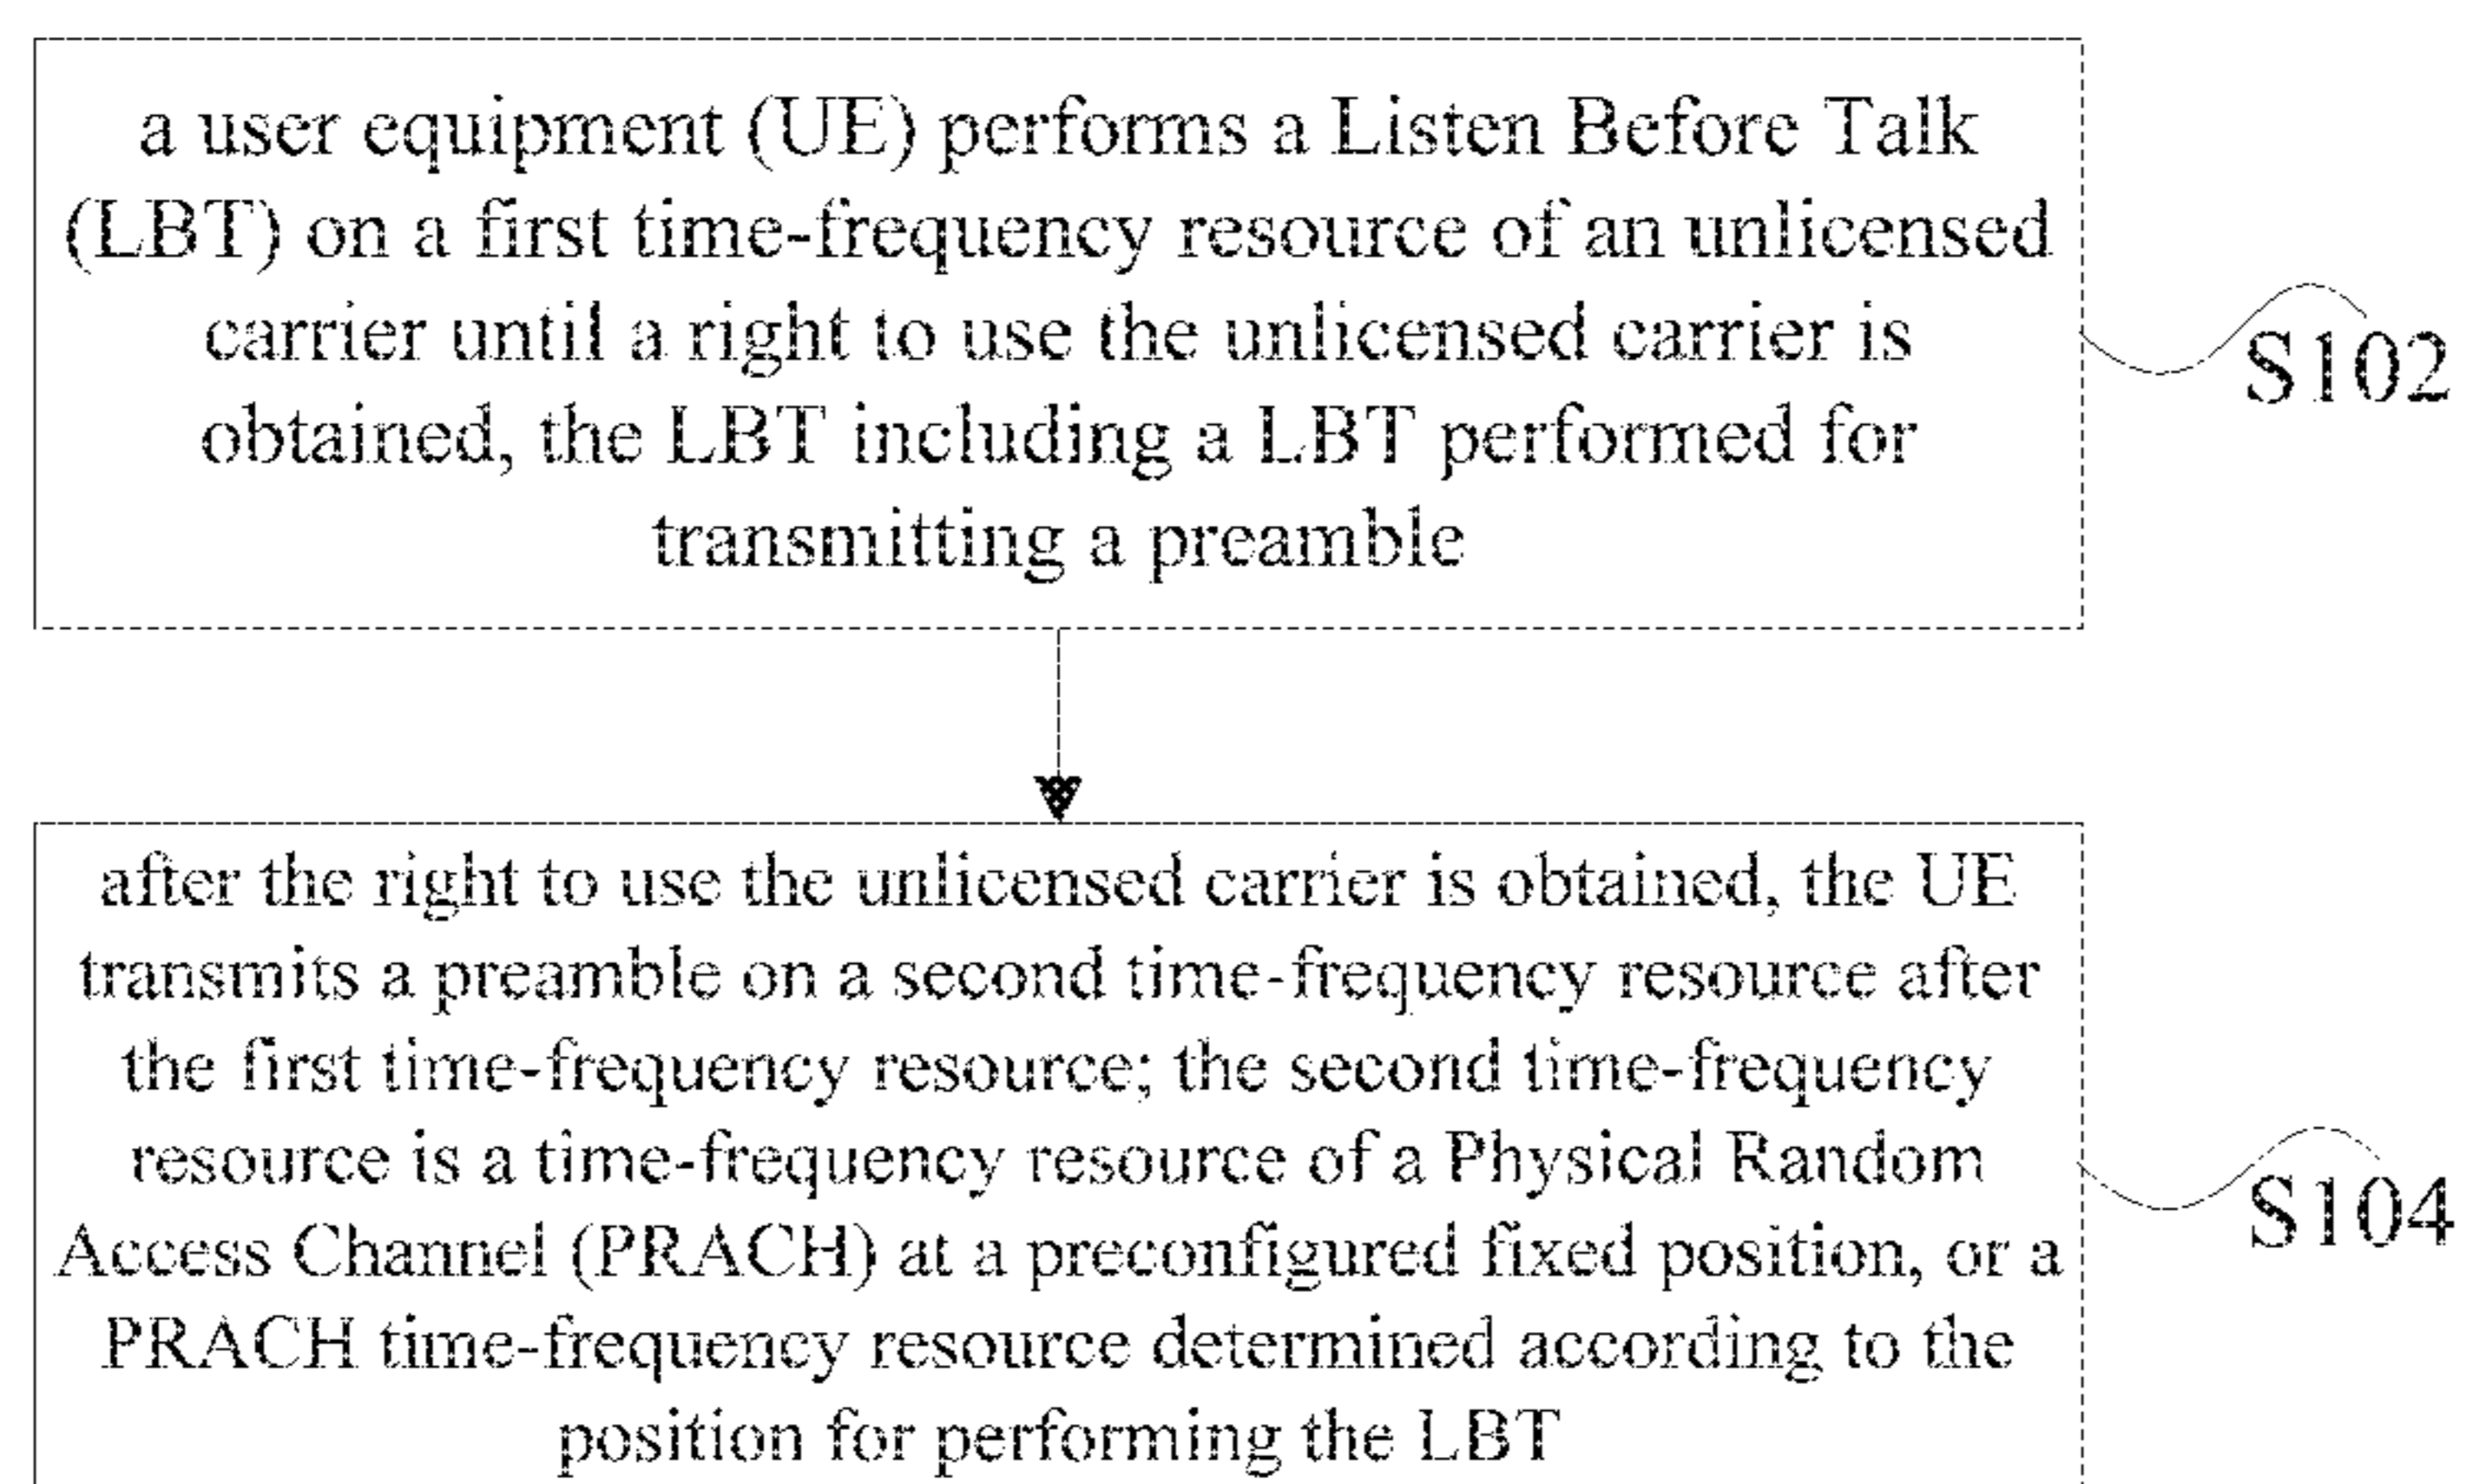 a user equipment (UE) performs a Listen Before Talk
(LBT) on a first time-frequency resource of an unlicensed
carrier until a right to use the unlicensed carrier is
obtained, the LBT including a LBT performed for
transmitting a preamble
S102
after the right to use the unlicensed carrier is obtained, the UE
transmits a preamble on a second time-frequency resource after
the first time-frequency resource; the second time-frequency
resource is a time-frequency resource of a Physical Random
Access Channel (PRACH) at a preconfigured fixed position, or a
PRACH time-frequency resource determined according to the
position for performing the LBT
S104